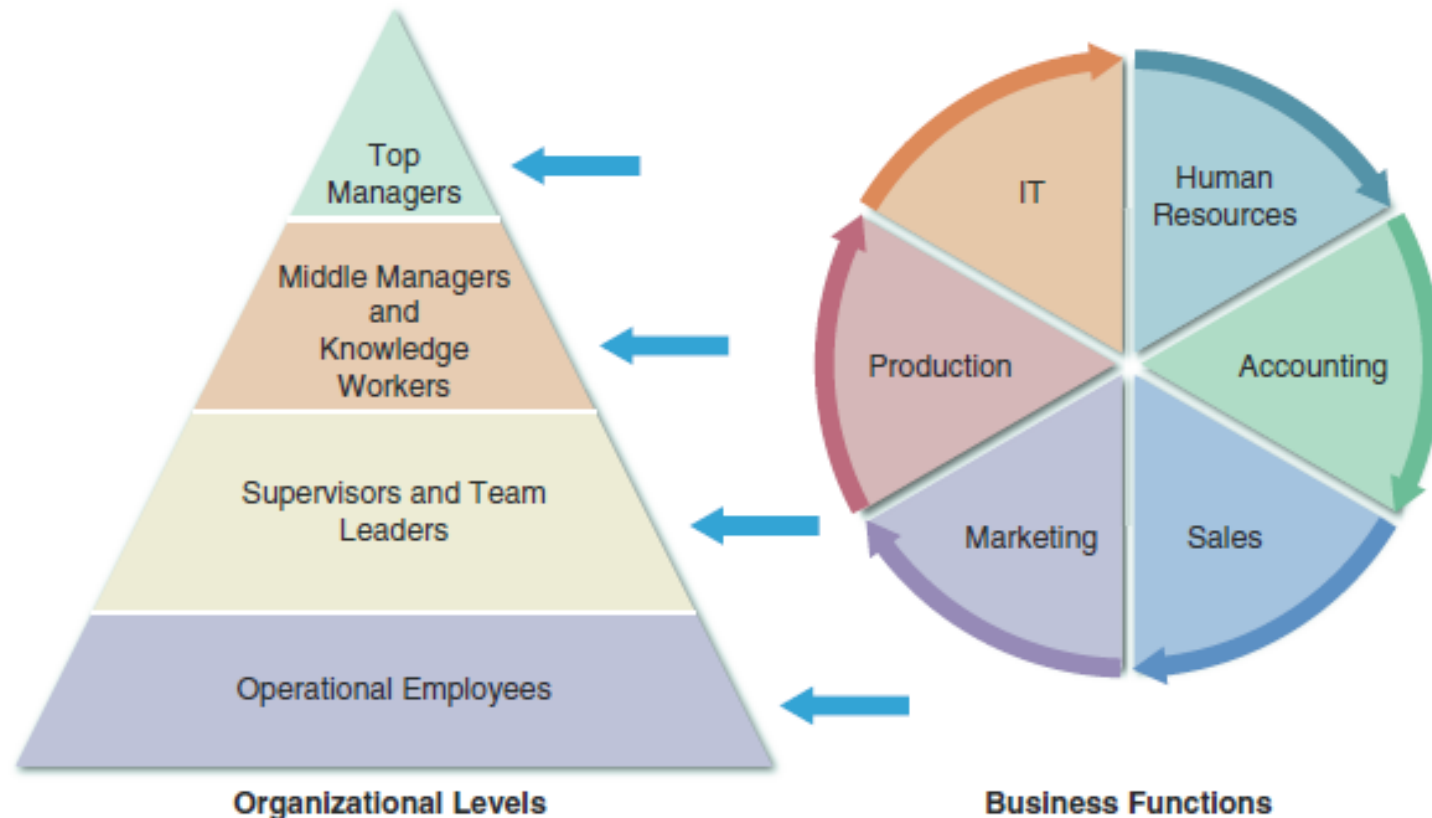 Top
Managers
Middle Managers
and
Knowledge
Workers
Supervisors and Team
Leaders
Operational Employees
Organizational Levels
IT
Human
Resources
Production
Accounting
Marketing
Sales
Business Functions